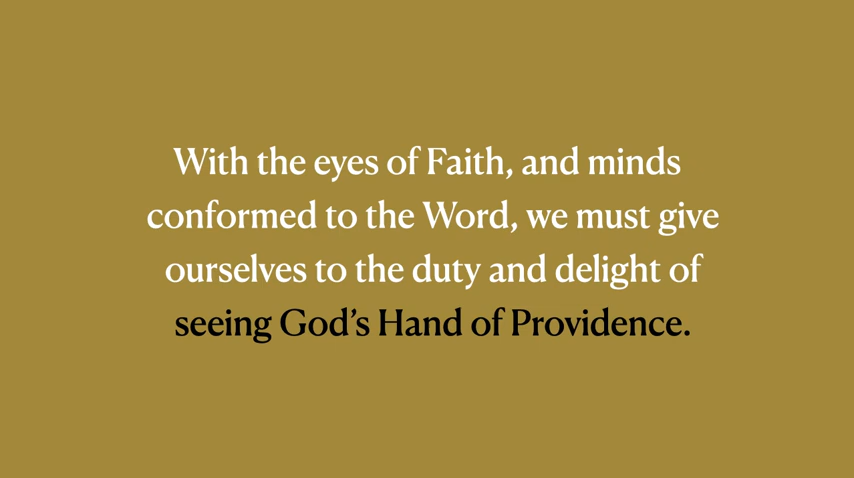 With the eyes of Faith, and minds
conformed to the Word, we must give
ourselves to the duty and delight of
seeing God’s Hand of Providence.